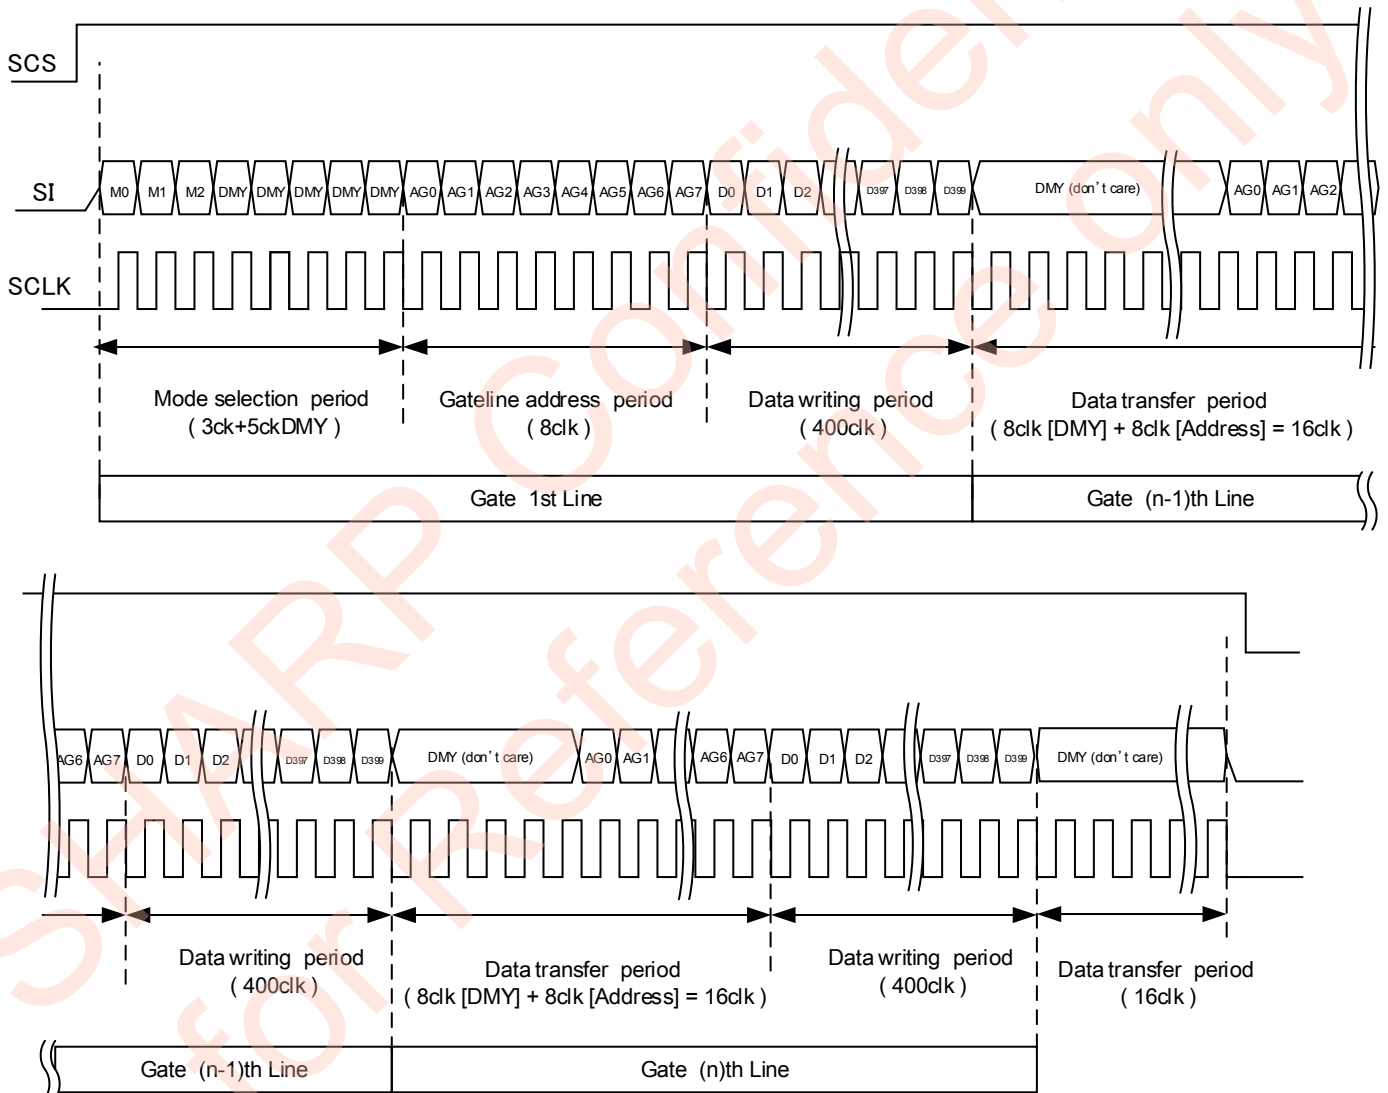 SCS
SI
M0 M1 M2 DMY DMY DMY DMY DMY AG0 AG1 AG2 AG3 AG4 AG5 AG6 AG7 D0 D1 D2 D397 D398 D399 DMY (don't care) AG0 AG1 AG2
SCLK
Mode selection period
( 3ck+5ckDMY )
Gateline address period
( 8clk )
Data writing period
( 400clk )
Data transfer period
( 8clk [DMY] + 8clk [Address] = 16clk )
Gate 1st Line
Gate (n-1)th Line
AG6 AG7 D0 D1 D2 D397 D398 D399 DMY (don't care) AG0 AG1 AG6 AG7 D0 D1 D2 D397 D398 D399 DMY (don't care)
Data writing period
( 400clk )
Data transfer period
( 8clk [DMY] + 8clk [Address] = 16clk )
Data writing period
( 400clk )
Data transfer period
( 16clk )
Gate (n-1)th Line
Gate (n)th Line
SHARP Confiden
for Reference only